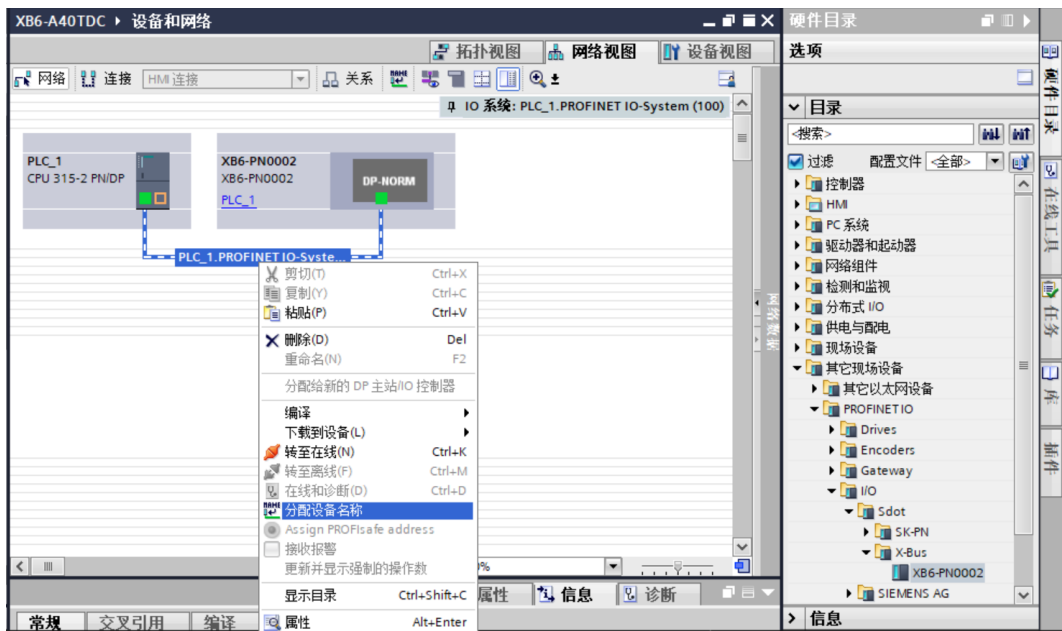 XB6-A40TDC ▸ 设备和网络
拓扑视图 网络视图 设备视图
网络 连接 HMI 连接 关系
IO 系统: PLC_1.PROFINET IO-System (100)
PLC_1
CPU 315-2 PN/DP
XB6-PN0002
XB6-PN0002
PLC_1
DP-NORM
PLC_1.PROFINET IO-Syste...
剪切(T) Ctrl+X
复制(Y) Ctrl+C
粘贴(P) Ctrl+V
删除(D) Del
重命名(N) F2
分配给新的 DP 主站/IO 控制器
编译
下载到设备(L)
转至在线(N) Ctrl+K
转至离线(F) Ctrl+M
在线和诊断(D) Ctrl+D
分配设备名称
Assign PROFIsafe address
接收报警
更新并显示强制的操作数
显示目录 Ctrl+Shift+C
属性 Alt+Enter
网络数据
属性 信息 诊断
常规 交叉引用 编译
硬件目录
选项
目录
<搜索>
过滤 配置文件 <全部>
控制器
HMI
PC 系统
驱动器和起动器
网络组件
检测和监视
分布式 I/O
供电与配电
现场设备
其它现场设备
其它以太网设备
PROFINET IO
Drives
Encoders
Gateway
I/O
Sdot
SK-PN
X-Bus
XB6-PN0002
SIEMENS AG
信息
硬件目录
在线工具
任务
库
插件